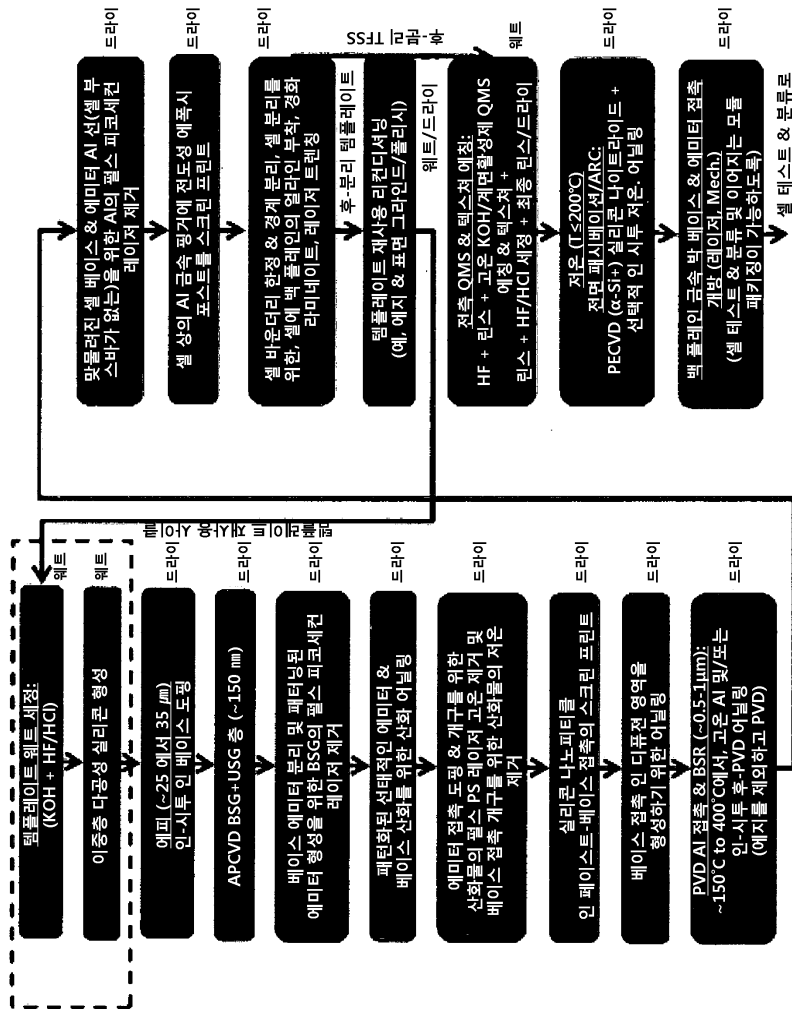 템플레이트 웨트 세정:
(KOH + HF/HCl)
웨트
이중층 다공성 실리콘 형성
웨트
에피 (~25 에서 35 ㎛)
인-시투 인 베이스 도핑
드라이
APCVD BSG+USG 층 (~150 ㎚)
드라이
베이스 에미터 분리 및 패터닝된
에미터 형성을 위한 BSG의 펄스 피코세컨
레이저 제거
드라이
패턴화된 선택적인 에미터 &
베이스 산화를 위한 산화 어닐링
드라이
에미터 접촉 도핑 & 개구를 위한
산화물의 펄스 PS 레이저 고온 제거 및
베이스 접촉 개구를 위한 산화물의 저온
제거
드라이
실리콘 나노피티클
인 페이스트-베이스 접촉의 스크린 프린트
드라이
베이스 접촉 인 디퓨전 영역을
형성하기 위한 어닐링
드라이
PVD Al 접촉 & BSR (~0.5-1μm):
~150℃ to 400℃에서, 고온 Al 및/또는
인-시투 후-PVD 어닐링
(에지를 제외하고 PVD)
드라이
템플레이트 재사용 사이클
맞물려진 셀 베이스 & 에미터 Al 선(셀 부
스바가 없는)을 위한 Al의 펄스 피코세컨
레이저 제거
드라이
셀 상의 Al 금속 핑거에 전도성 에폭시
포스트를 스크린 프린트
드라이
셀 바운더리 한정 & 경계 분리, 셀 분리를
위한, 셀에 백 플레인의 얼라인 부착, 경화
라미네이트, 레이저 트렌칭
드라이
후-분리 TFSS
후-분리 템플레이트
템플레이트 재사용 리컨디셔닝
(예, 에지 & 표면 그라인드/폴리시)
웨트/드라이
전측 QMS & 텍스처 에칭:
HF + 린스 + 고온 KOH/계면활성제 QMS
에칭 & 텍스처 +
린스 + HF/HCl 세정 + 최종 린스/드라이
웨트
저온 (T ≤200℃)
전면 패시베이션/ARC:
PECVD (α-Si+) 실리콘 나이트라이드 +
선택적 인 시투 저온. 어닐링
드라이
백 플레인 금속 박 베이스 & 에미터 접촉
개방 (레이저, Mech.)
(셀 테스트 & 분류 및 이어지는 모듈
패키징이 가능하도록)
드라이
셀 테스트 & 분류로